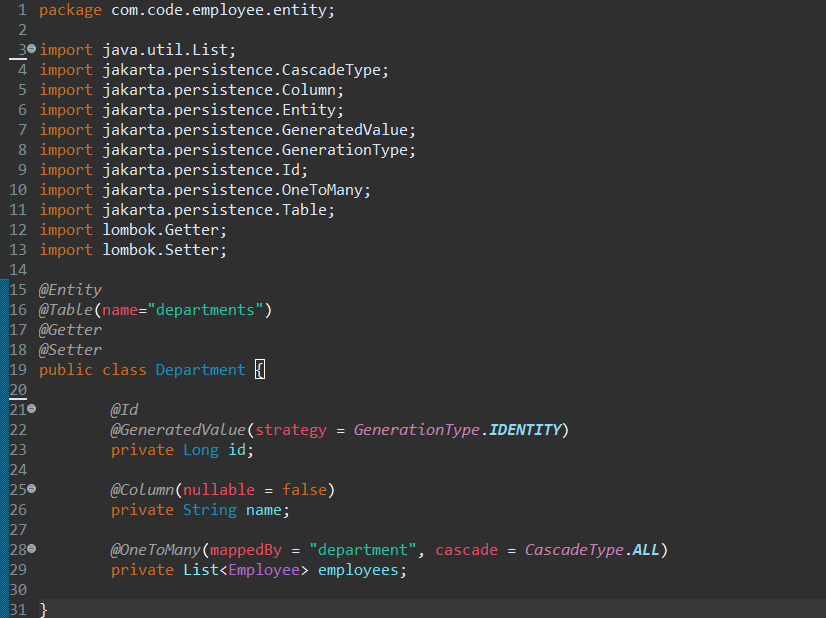 1 package com.code.employee.entity;
2
3 import java.util.List;
4 import jakarta.persistence.CascadeType;
5 import jakarta.persistence.Column;
6 import jakarta.persistence.Entity;
7 import jakarta.persistence.GeneratedValue;
8 import jakarta.persistence.GenerationType;
9 import jakarta.persistence.Id;
10 import jakarta.persistence.OneToMany;
11 import jakarta.persistence.Table;
12 import lombok.Getter;
13 import lombok.Setter;
14
15 @Entity
16 @Table(name="departments")
17 @Getter
18 @Setter
19 public class Department {
20
21 @Id
22 @GeneratedValue(strategy = GenerationType.IDENTITY)
23 private Long id;
24
25 @Column(nullable = false)
26 private String name;
27
28 @OneToMany(mappedBy = "department", cascade = CascadeType.ALL)
29 private List<Employee> employees;
30
31 }